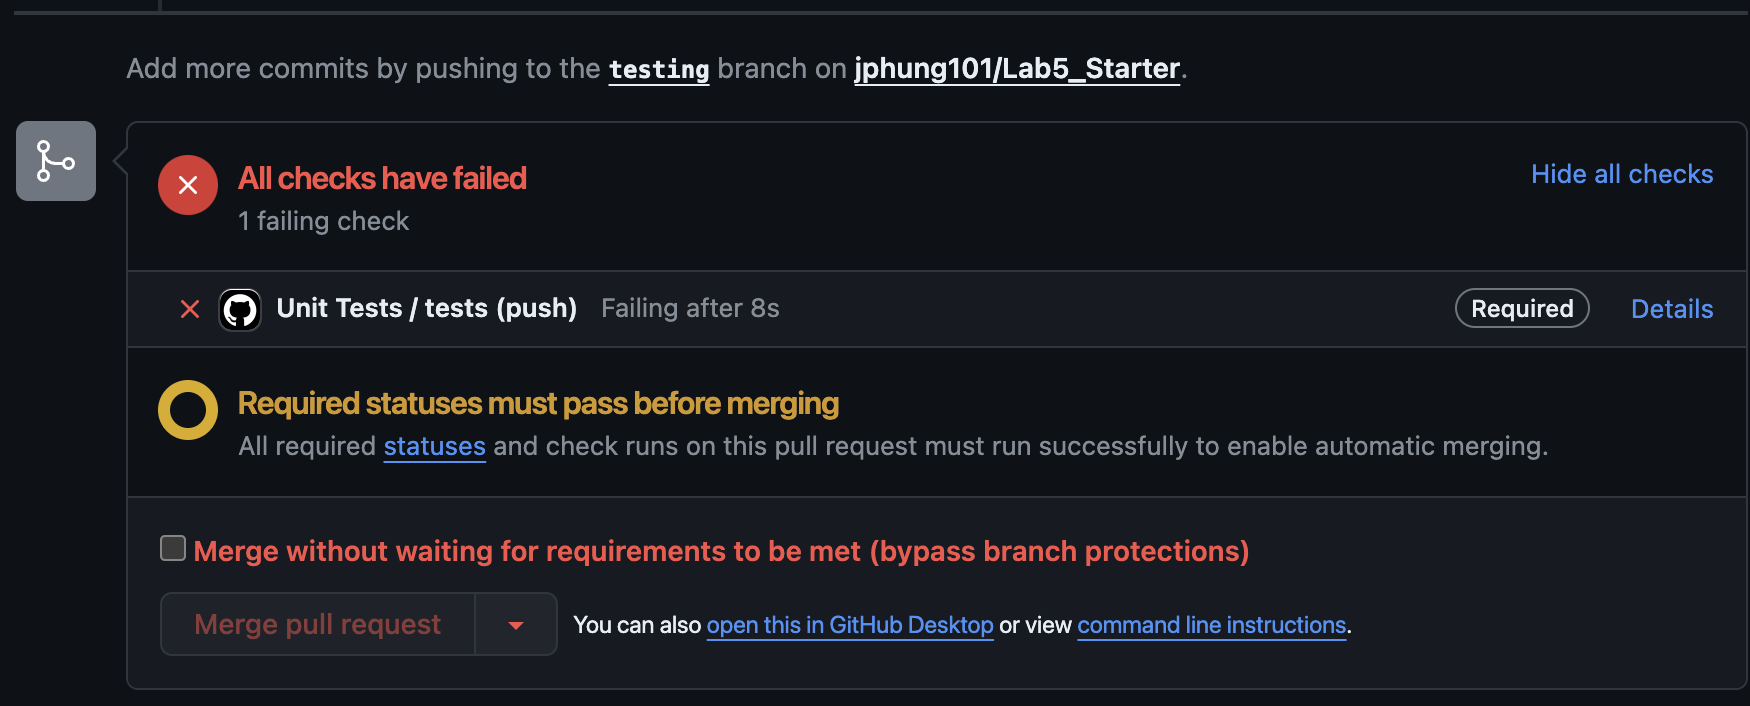 Add more commits by pushing to the testing branch on jphung101/Lab5_Starter.
All checks have failed
Hide all checks
1 failing check
Unit Tests / tests (push) Failing after 8s Required Details
Required statuses must pass before merging
All required statuses and check runs on this pull request must run successfully to enable automatic merging.
Merge without waiting for requirements to be met (bypass branch protections)
Merge pull request You can also open this in GitHub Desktop or view command line instructions.